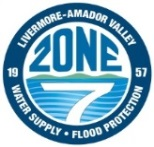 LIVERMORE-AMADOR VALLEY
ZONE
19 57
7
WATER SUPPLY • FLOOD PROTECTION